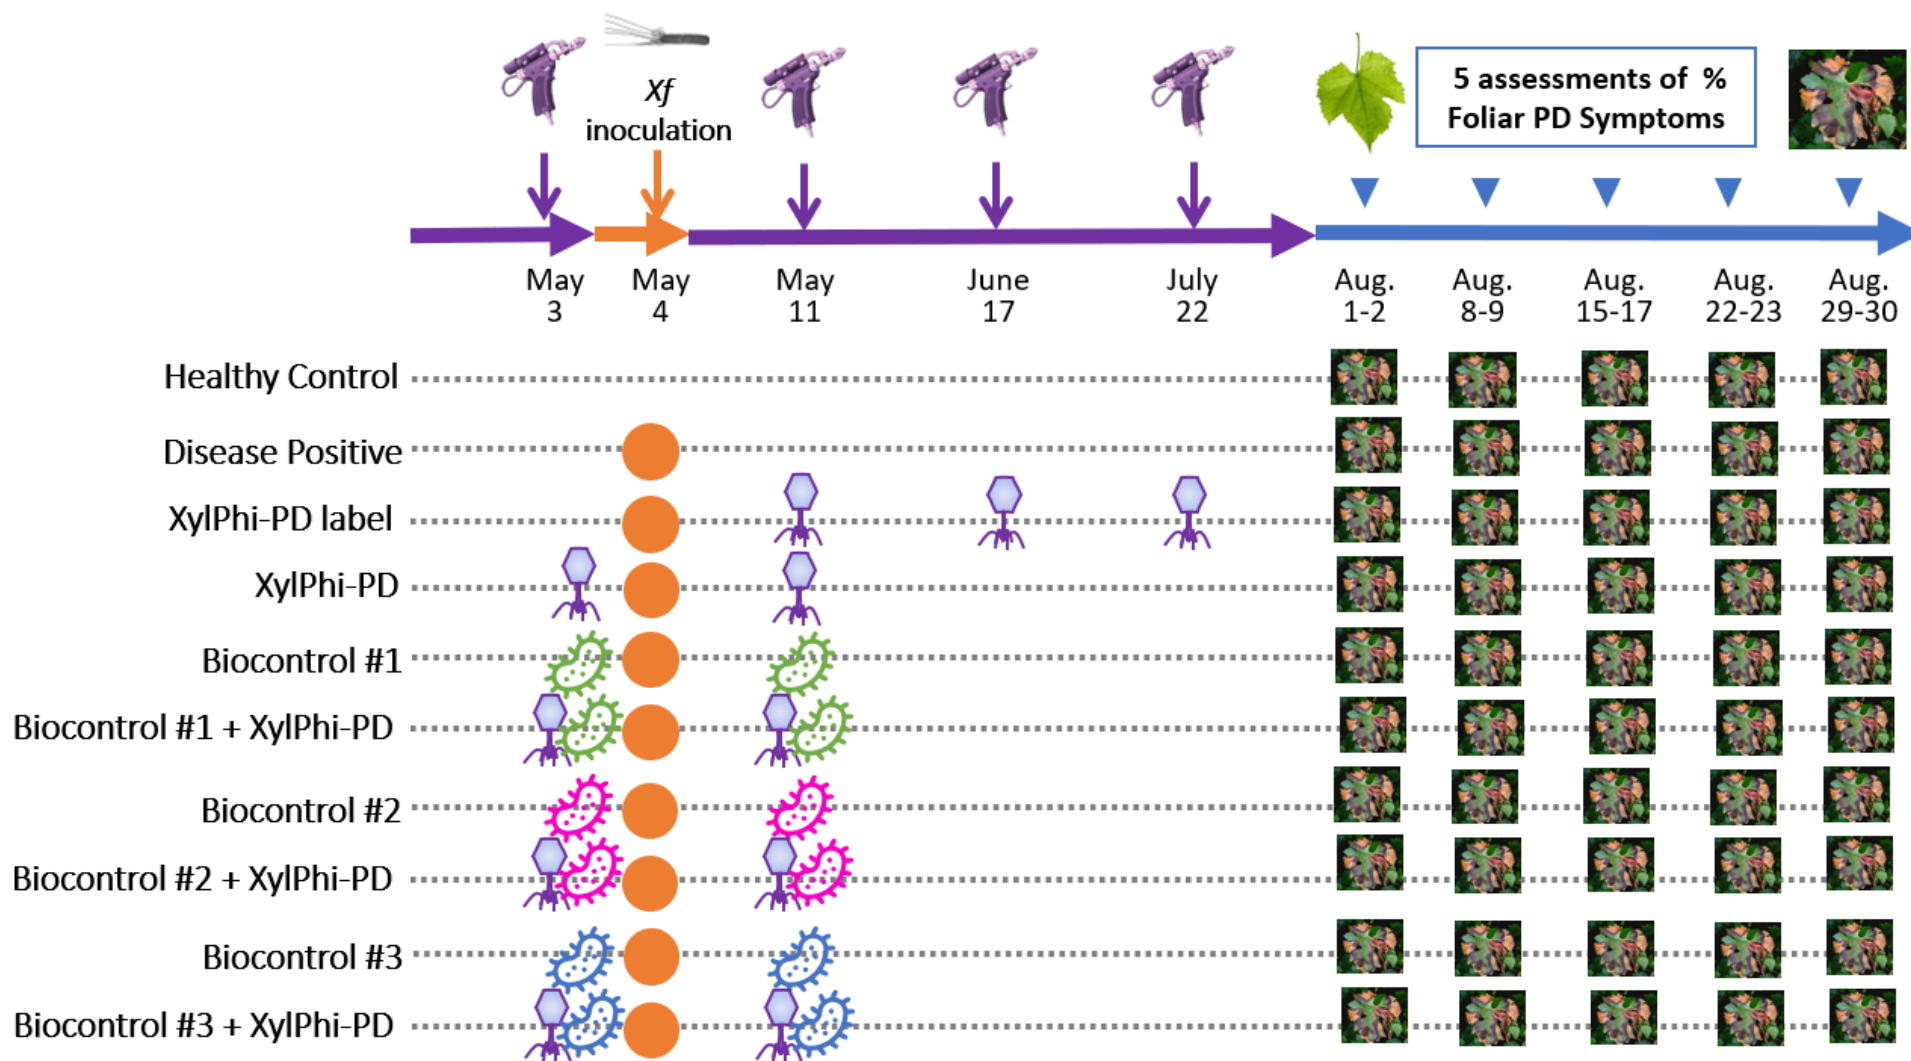 Xf
inoculation
5 assessments of %
Foliar PD Symptoms
May
3
May
4
May
11
June
17
July
22
Aug.
1-2
Aug.
8-9
Aug.
15-17
Aug.
22-23
Aug.
29-30
Healthy Control
Disease Positive
XylPhi-PD label
XylPhi-PD
Biocontrol #1
Biocontrol #1 + XylPhi-PD
Biocontrol #2
Biocontrol #2 + XylPhi-PD
Biocontrol #3
Biocontrol #3 + XylPhi-PD